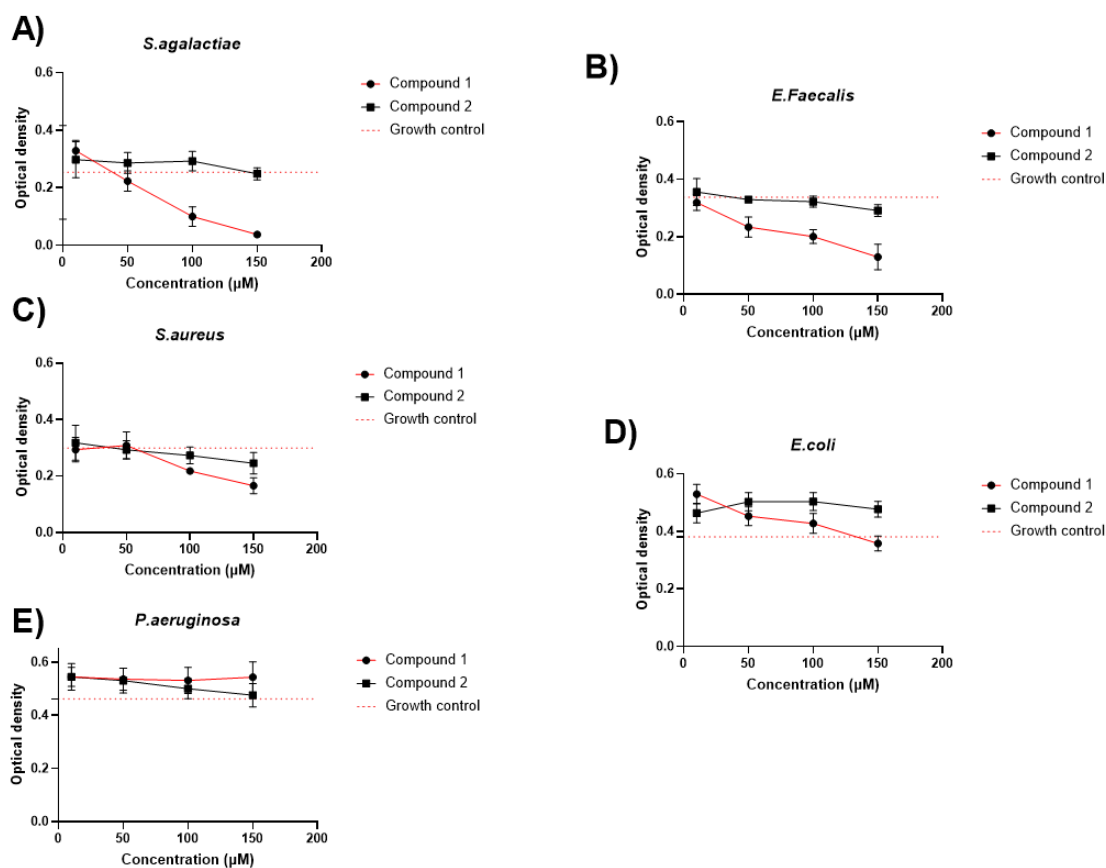 A)
S.agalactiae
0.6
0.4
0.2
0.0
Optical density
0 50 100 150 200
Concentration (μM)
Compound 1
Compound 2
Growth control
B)
E.Faecalis
0.6
0.4
0.2
0.0
Optical density
0 50 100 150 200
Concentration (μM)
Compound 1
Compound 2
Growth control
C)
S.aureus
0.6
0.4
0.2
0.0
Optical density
0 50 100 150 200
Concentration (μM)
Compound 1
Compound 2
Growth control
D)
E.coli
0.6
0.4
0.2
0.0
Optical density
0 50 100 150 200
Concentration (μM)
Compound 1
Compound 2
Growth control
E)
P.aeruginosa
0.6
0.4
0.2
0.0
Optical density
0 50 100 150 200
Concentration (μM)
Compound 1
Compound 2
Growth control